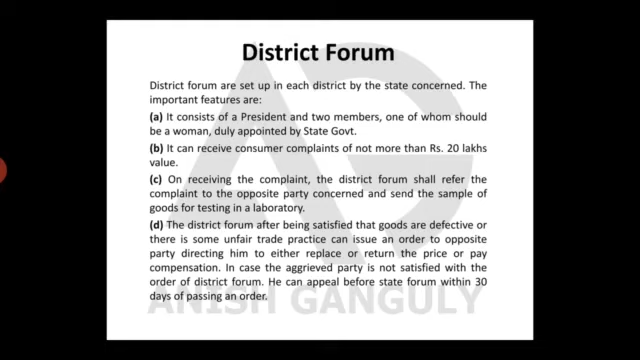 District Forum
District forum are set up in each district by the state concerned. The
important features are:
(a) It consists of a President and two members, one of whom should
be a woman, duly appointed by State Govt.
(b) It can receive consumer complaints of not more than Rs. 20 lakhs
value.
(c) On receiving the complaint, the district forum shall refer the
complaint to the opposite party concerned and send the sample of
goods for testing in a laboratory.
(d) The district forum after being satisfied that goods are defective or
there is some unfair trade practice can issue an order to opposite
party directing him to either replace or return the price or pay
compensation. In case the aggrieved party is not satisfied with the
order of district forum. He can appeal before state forum within 30
days of passing an order.
ANISH GANGULY